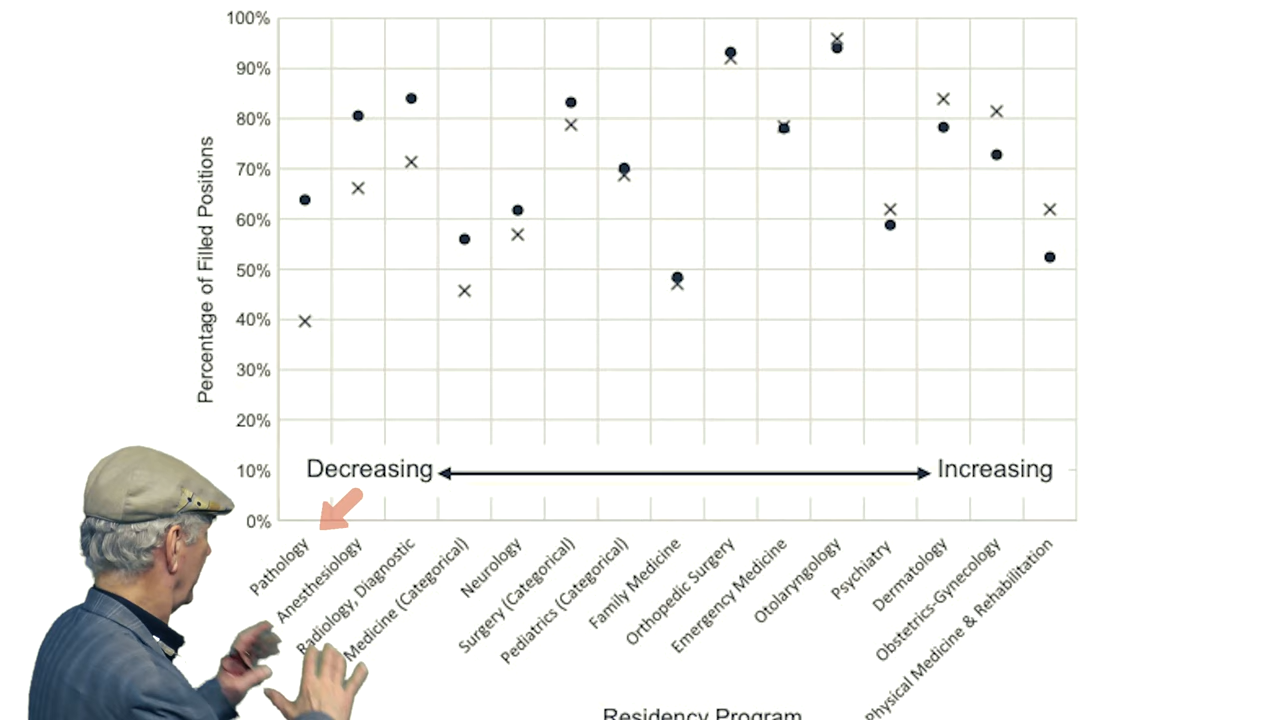 100%
90%
80%
70%
60%
50%
40%
30%
20%
10%
0%
Percentage of Filled Positions
Decreasing
Increasing
Pathology
Anesthesiology
Radiology, Diagnostic
Medicine (Categorical)
Neurology
Surgery (Categorical)
Pediatrics (Categorical)
Family Medicine
Orthopedic Surgery
Emergency Medicine
Otolaryngology
Psychiatry
Dermatology
Obstetrics-Gynecology
Physical Medicine & Rehabilitation
Residency Program